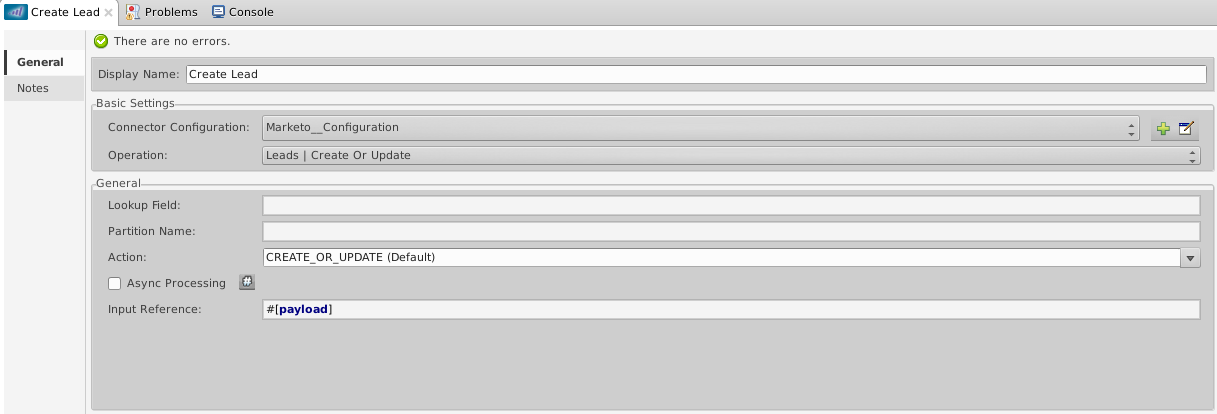 Create Lead Problems Console
There are no errors.
General
Notes
Display Name: Create Lead
Basic Settings
Connector Configuration: Marketo__Configuration
Operation: Leads | Create Or Update
General
Lookup Field:
Partition Name:
Action: CREATE_OR_UPDATE (Default)
Async Processing #
Input Reference: #[payload]